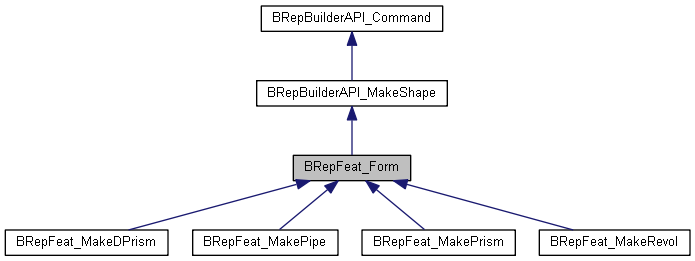 BRepBuilderAPI_Command
BRepBuilderAPI_MakeShape
BRepFeat_Form
BRepFeat_MakeDPrism
BRepFeat_MakePipe
BRepFeat_MakePrism
BRepFeat_MakeRevol